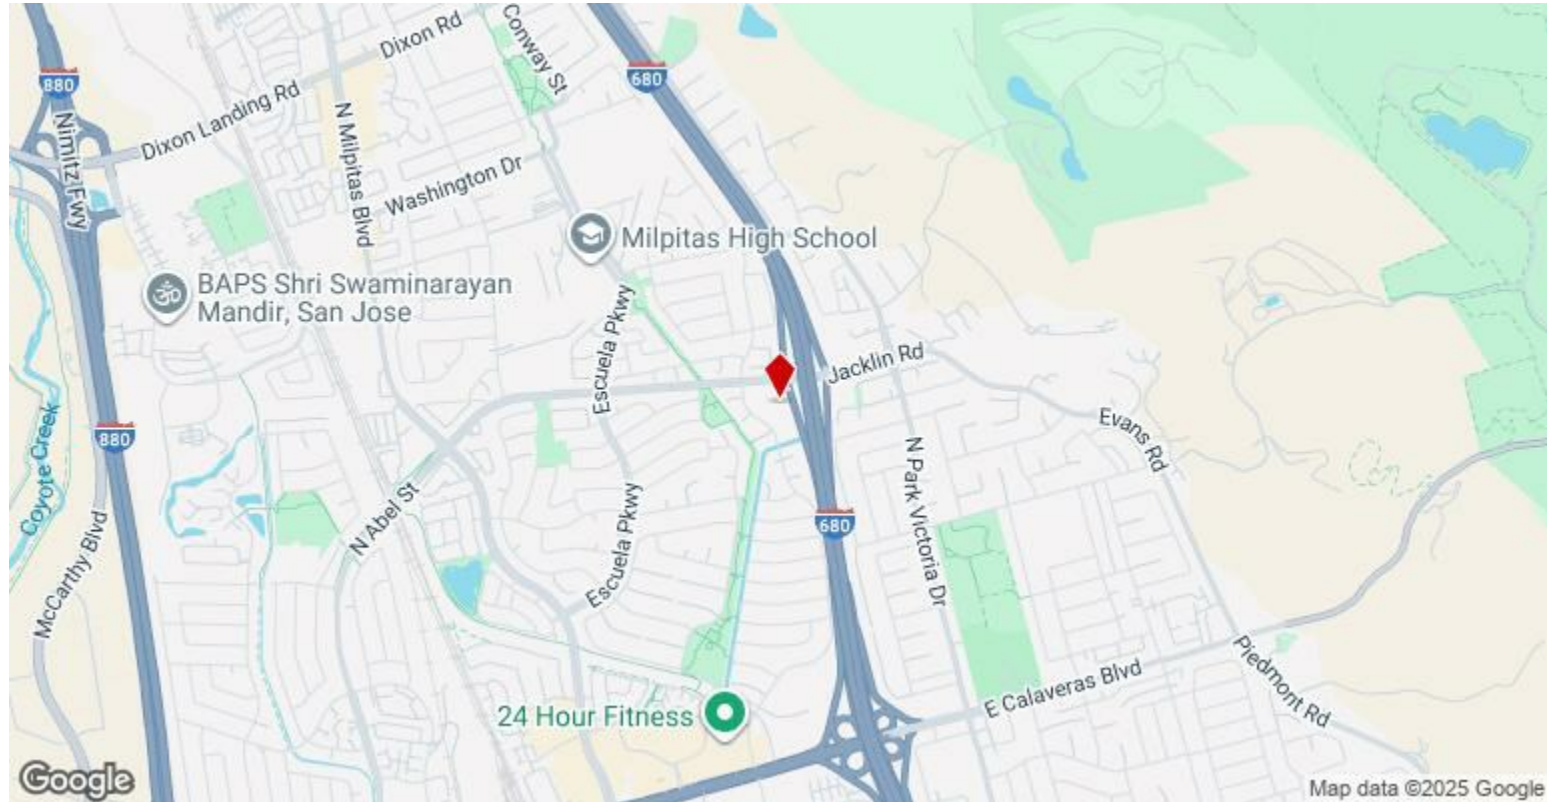 Conway St
Dixon Rd
880
680
Dixon Landing Rd
Nimitz Fwy
N Milpitas Blvd
Washington Dr
Milpitas High School
BAPS Shri Swaminarayan
Mandir, San Jose
Escuela Pkwy
Jacklin Rd
Coyote Creek
880
Evans Rd
N Park Victoria Dr
N Abel St
Escuela Pkwy
680
McCarthy Blvd
Piedmont Rd
E Calaveras Blvd
24 Hour Fitness
Google
Map data ©2025 Google